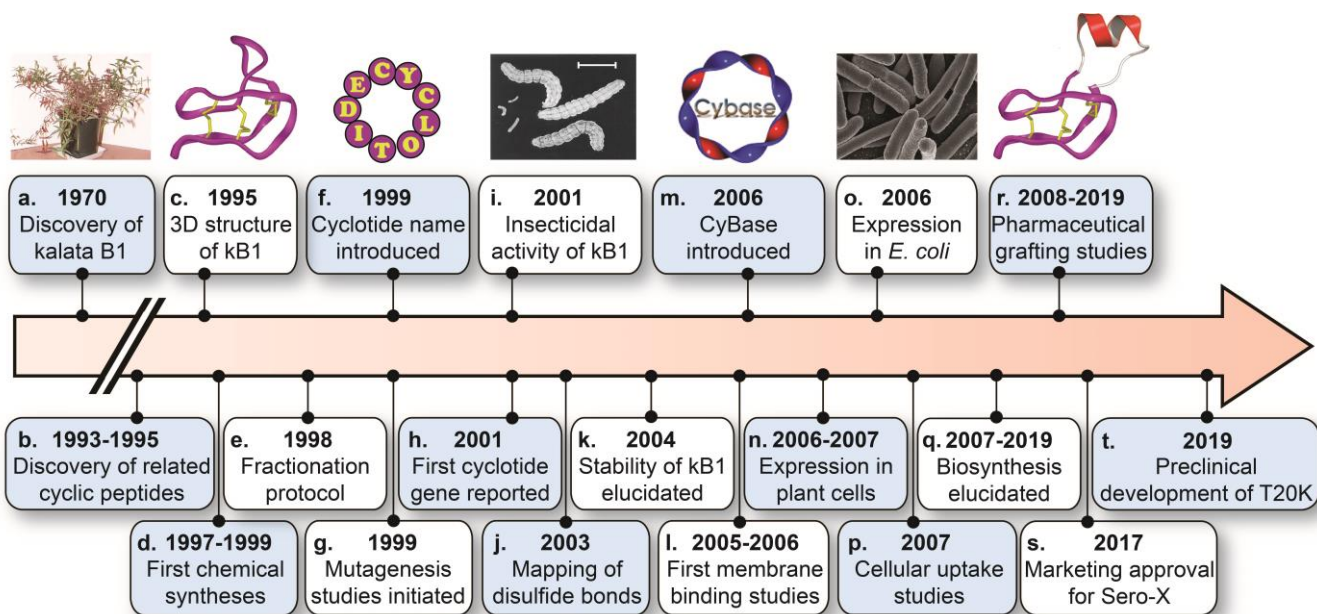 CYCLOTIDE
Cybase
a. 1970
Discovery of
kalata B1
c. 1995
3D structure
of kB1
f. 1999
Cyclotide name
introduced
i. 2001
Insecticidal
activity of kB1
m. 2006
CyBase
introduced
o. 2006
Expression
in E. coli
r. 2008-2019
Pharmaceutical
grafting studies
b. 1993-1995
Discovery of related
cyclic peptides
e. 1998
Fractionation
protocol
h. 2001
First cyclotide
gene reported
k. 2004
Stability of kB1
elucidated
n. 2006-2007
Expression in
plant cells
q. 2007-2019
Biosynthesis
elucidated
t. 2019
Preclinical
development of T20K
d. 1997-1999
First chemical
syntheses
g. 1999
Mutagenesis
studies initiated
j. 2003
Mapping of
disulfide bonds
l. 2005-2006
First membrane
binding studies
p. 2007
Cellular uptake
studies
s. 2017
Marketing approval
for Sero-X